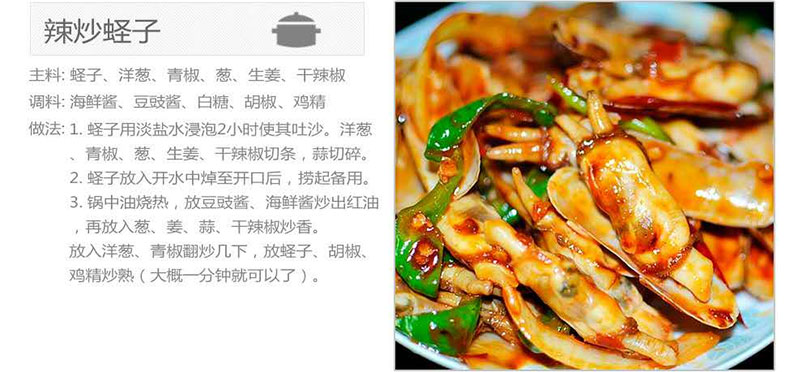 辣炒蛏子
主料: 蛏子、洋葱、青椒、葱、生姜、干辣椒
调料: 海鲜酱、豆豉酱、白糖、胡椒、鸡精
做法: 1. 蛏子用淡盐水浸泡2小时使其吐沙。洋葱
、青椒、葱、生姜、干辣椒切条，蒜切碎。
2. 蛏子放入开水中焯至开口后，捞起备用。
3. 锅中油烧热，放豆豉酱、海鲜酱炒出红油
，再放入葱、姜、蒜、干辣椒炒香。
放入洋葱、青椒翻炒几下，放蛏子、胡椒、
鸡精炒熟（大概一分钟就可以了）。